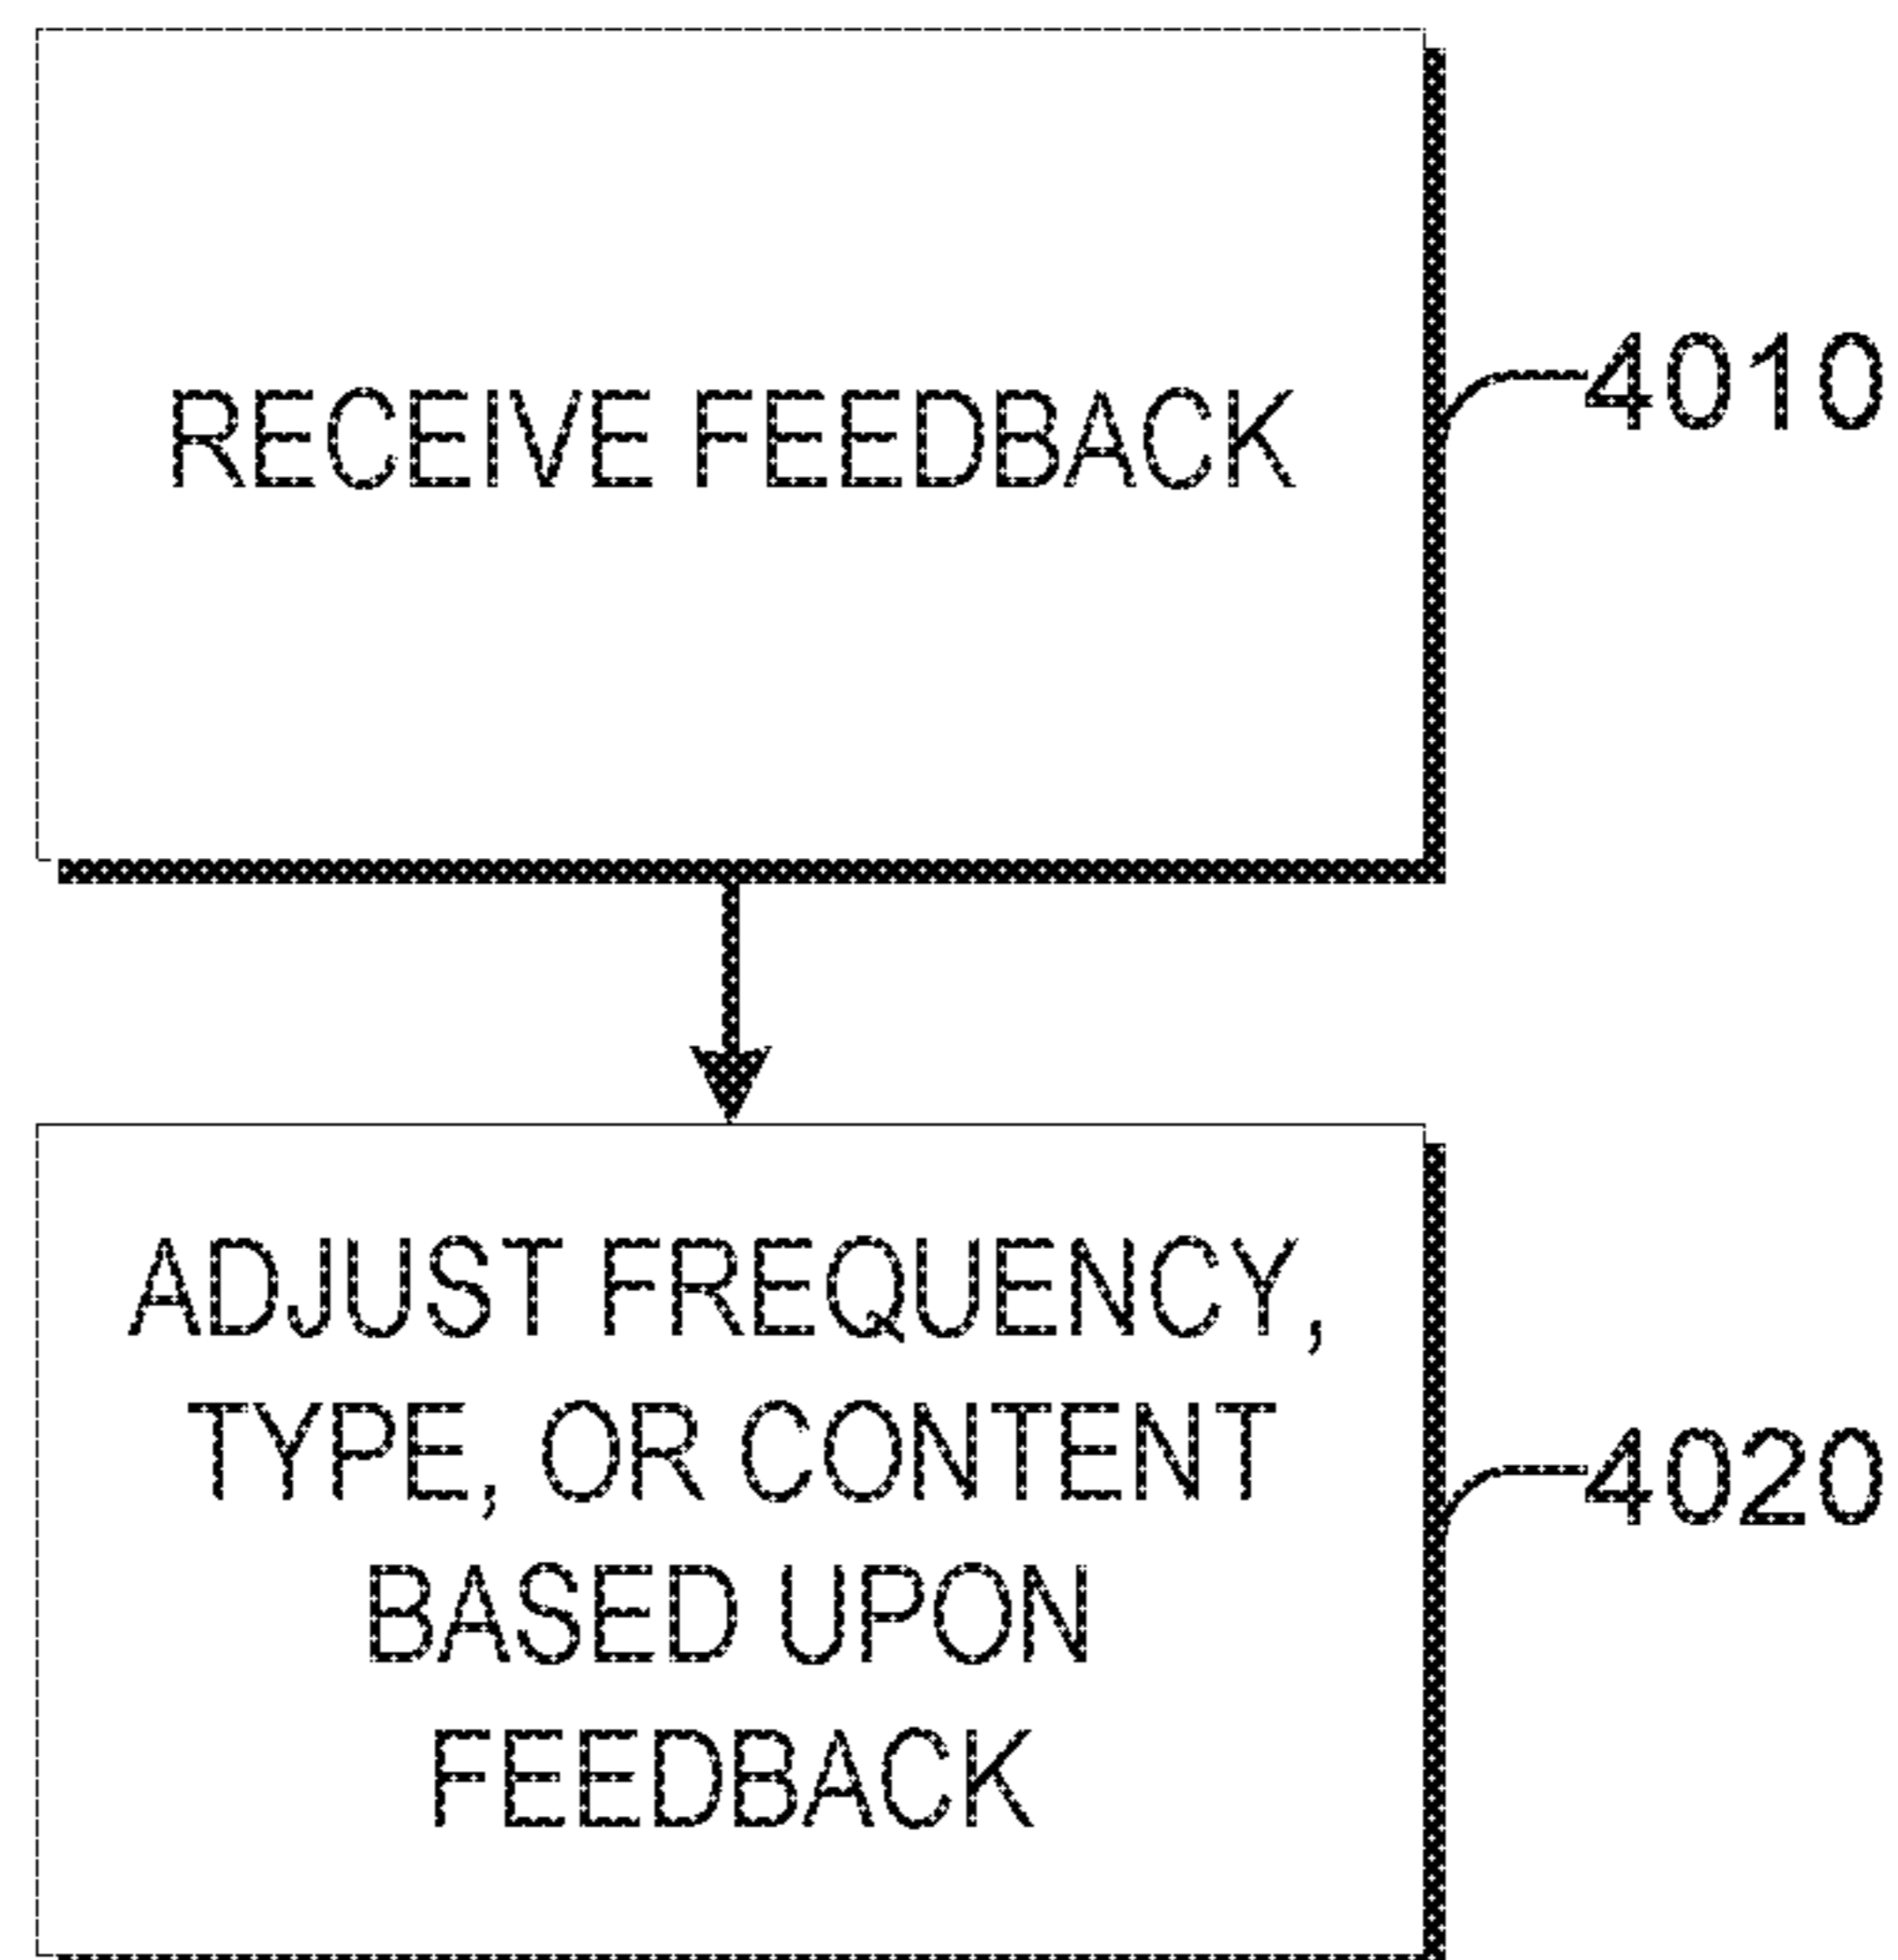 RECEIVE FEEDBACK
4010
ADJUST FREQUENCY,
TYPE, OR CONTENT
BASED UPON
FEEDBACK
4020